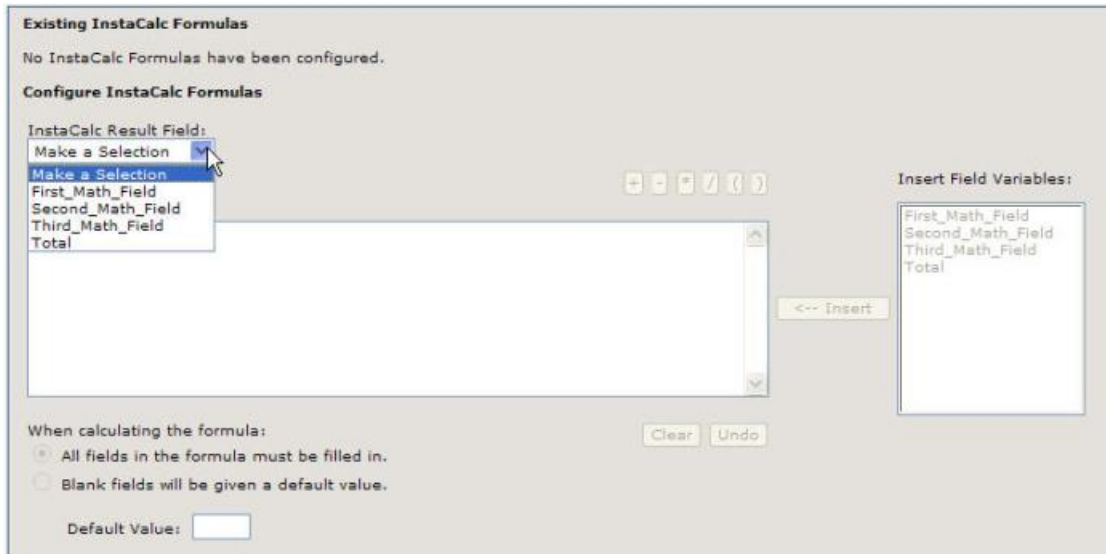 Existing InstaCalc Formulas
No InstaCalc Formulas have been configured.
Configure InstaCalc Formulas
InstaCalc Result Field:
Make a Selection
Make a Selection
First_Math_Field
Second_Math_Field
Third_Math_Field
Total
+ - * / ( )
Insert Field Variables:
First_Math_Field
Second_Math_Field
Third_Math_Field
Total
<-- Insert
When calculating the formula:
Clear Undo
All fields in the formula must be filled in.
Blank fields will be given a default value.
Default Value: